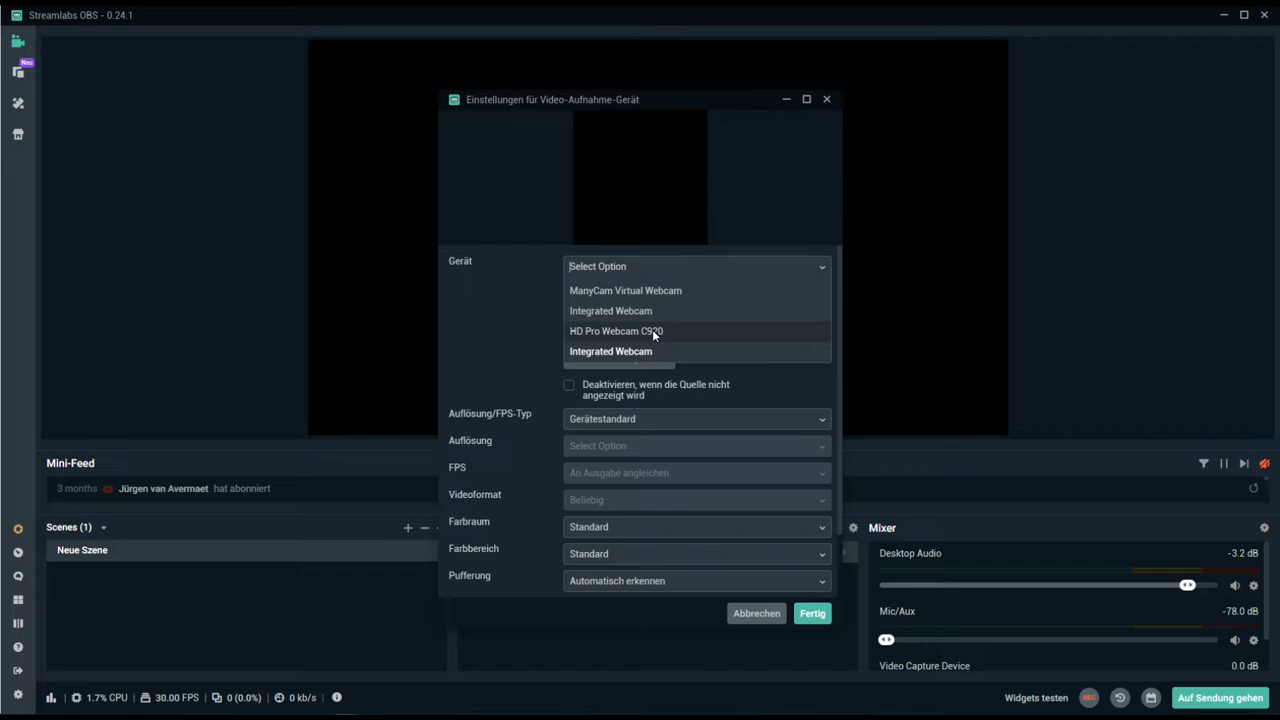 Streamlabs OBS - 0.24.1
Neu
Einstellungen für Video-Aufnahme-Gerät
Gerät
Select Option
ManyCam Virtual Webcam
Integrated Webcam
HD Pro Webcam C920
Integrated Webcam
Deaktivieren, wenn die Quelle nicht
angezeigt wird
Auflösung/FPS-Typ
Gerätestandard
Auflösung
Select Option
FPS
An Ausgabe angleichen
Videoformat
Beliebig
Farbraum
Standard
Farbbereich
Standard
Pufferung
Automatisch erkennen
Abbrechen
Fertig
Mini-Feed
3 months Jürgen van Avermaet hat abonniert
Scenes (1)
Neue Szene
Mixer
Desktop Audio -3.2 dB
Mic/Aux -78.0 dB
Video Capture Device 0.0 dB
1.7% CPU 30.00 FPS 0 (0.0%) 0 kb/s
Widgets testen
REC
Auf Sendung gehen